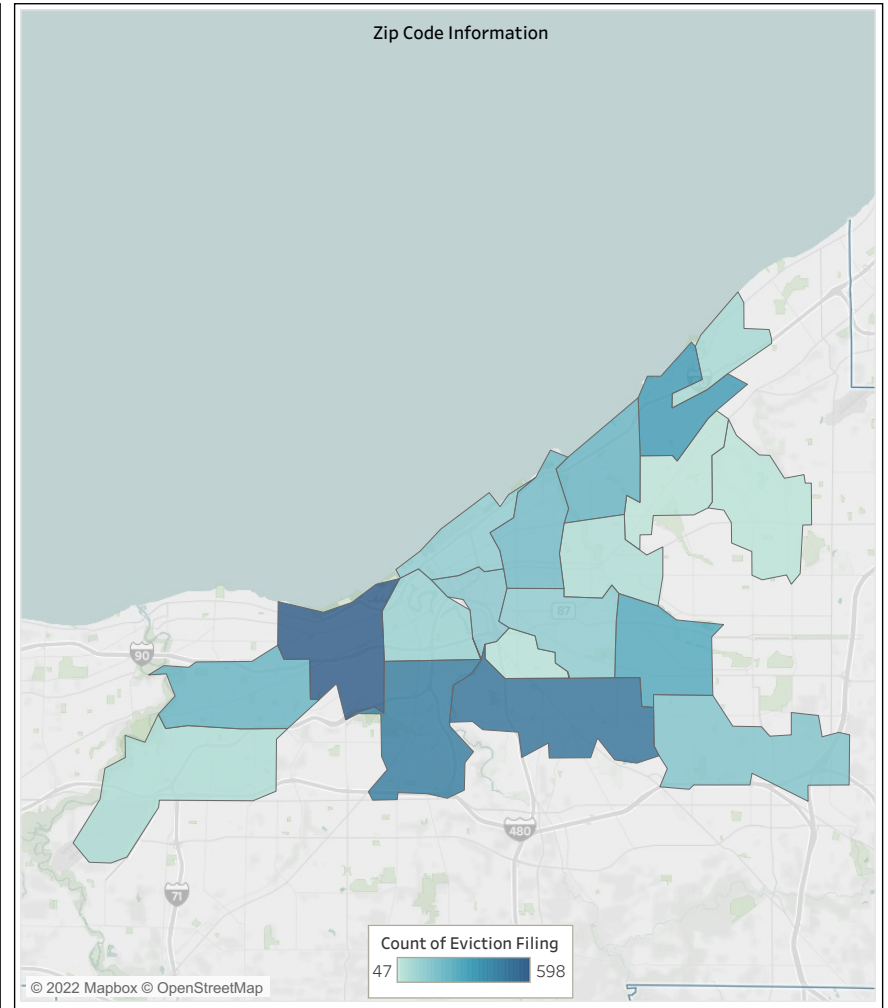 Zip Code Information
90
87
480
71
Count of Eviction Filing
47 598
© 2022 Mapbox © OpenStreetMap